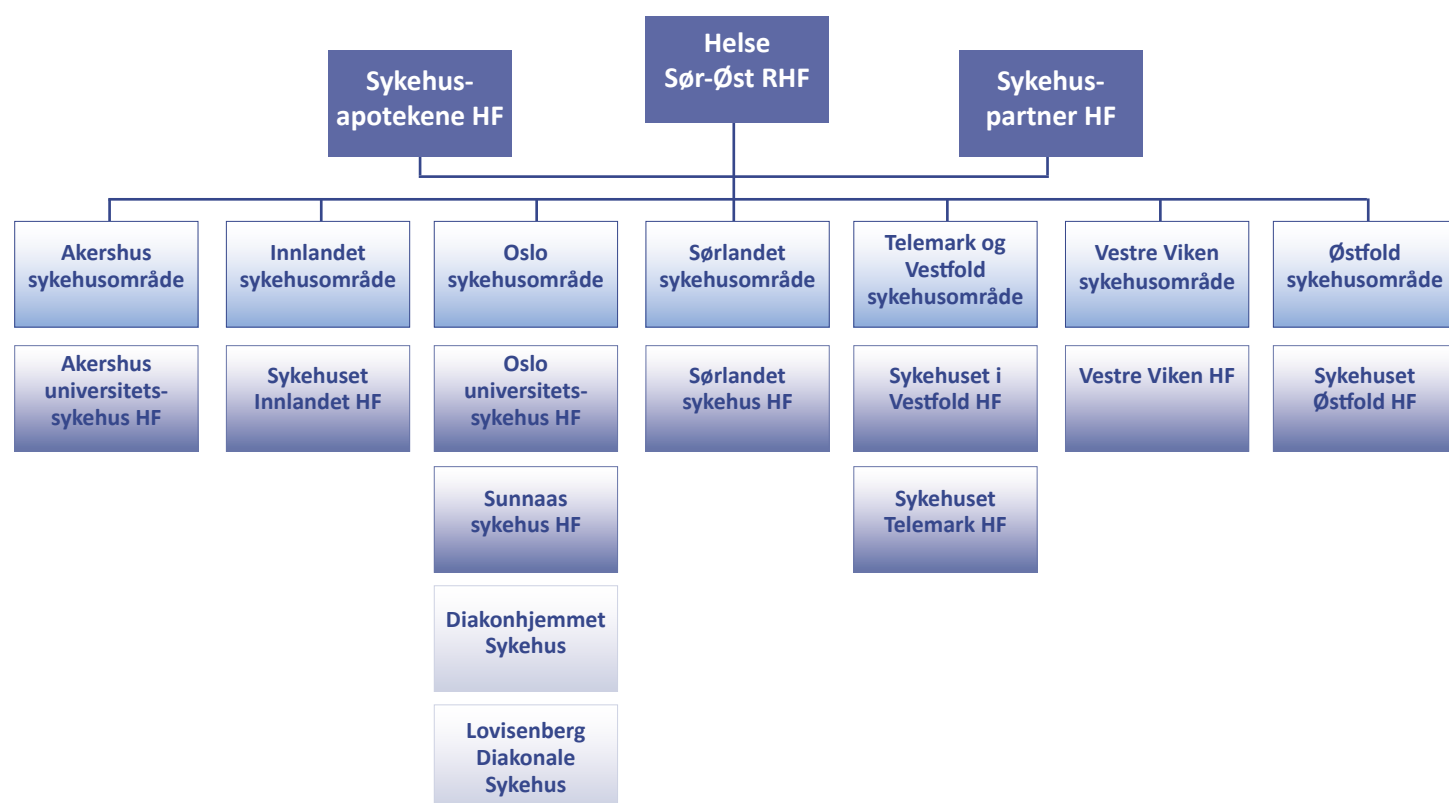 Helse
Sør-Øst RHF
Sykehus-
apotekene HF
Sykehus-
partner HF
Akershus
sykehusområde
Innlandet
sykehusområde
Oslo
sykehusområde
Sørlandet
sykehusområde
Telemark og
Vestfold
sykehusområde
Vestre Viken
sykehusområde
Østfold
sykehusområde
Akershus
universitets-
sykehus HF
Sykehuset
Innlandet HF
Oslo
universitets-
sykehus HF
Sørlandet
sykehus HF
Sykehuset i
Vestfold HF
Vestre Viken HF
Sykehuset
Østfold HF
Sunnaas
sykehus HF
Sykehuset
Telemark HF
Diakonhjemmet
Sykehus
Lovisenberg
Diakonale
Sykehus